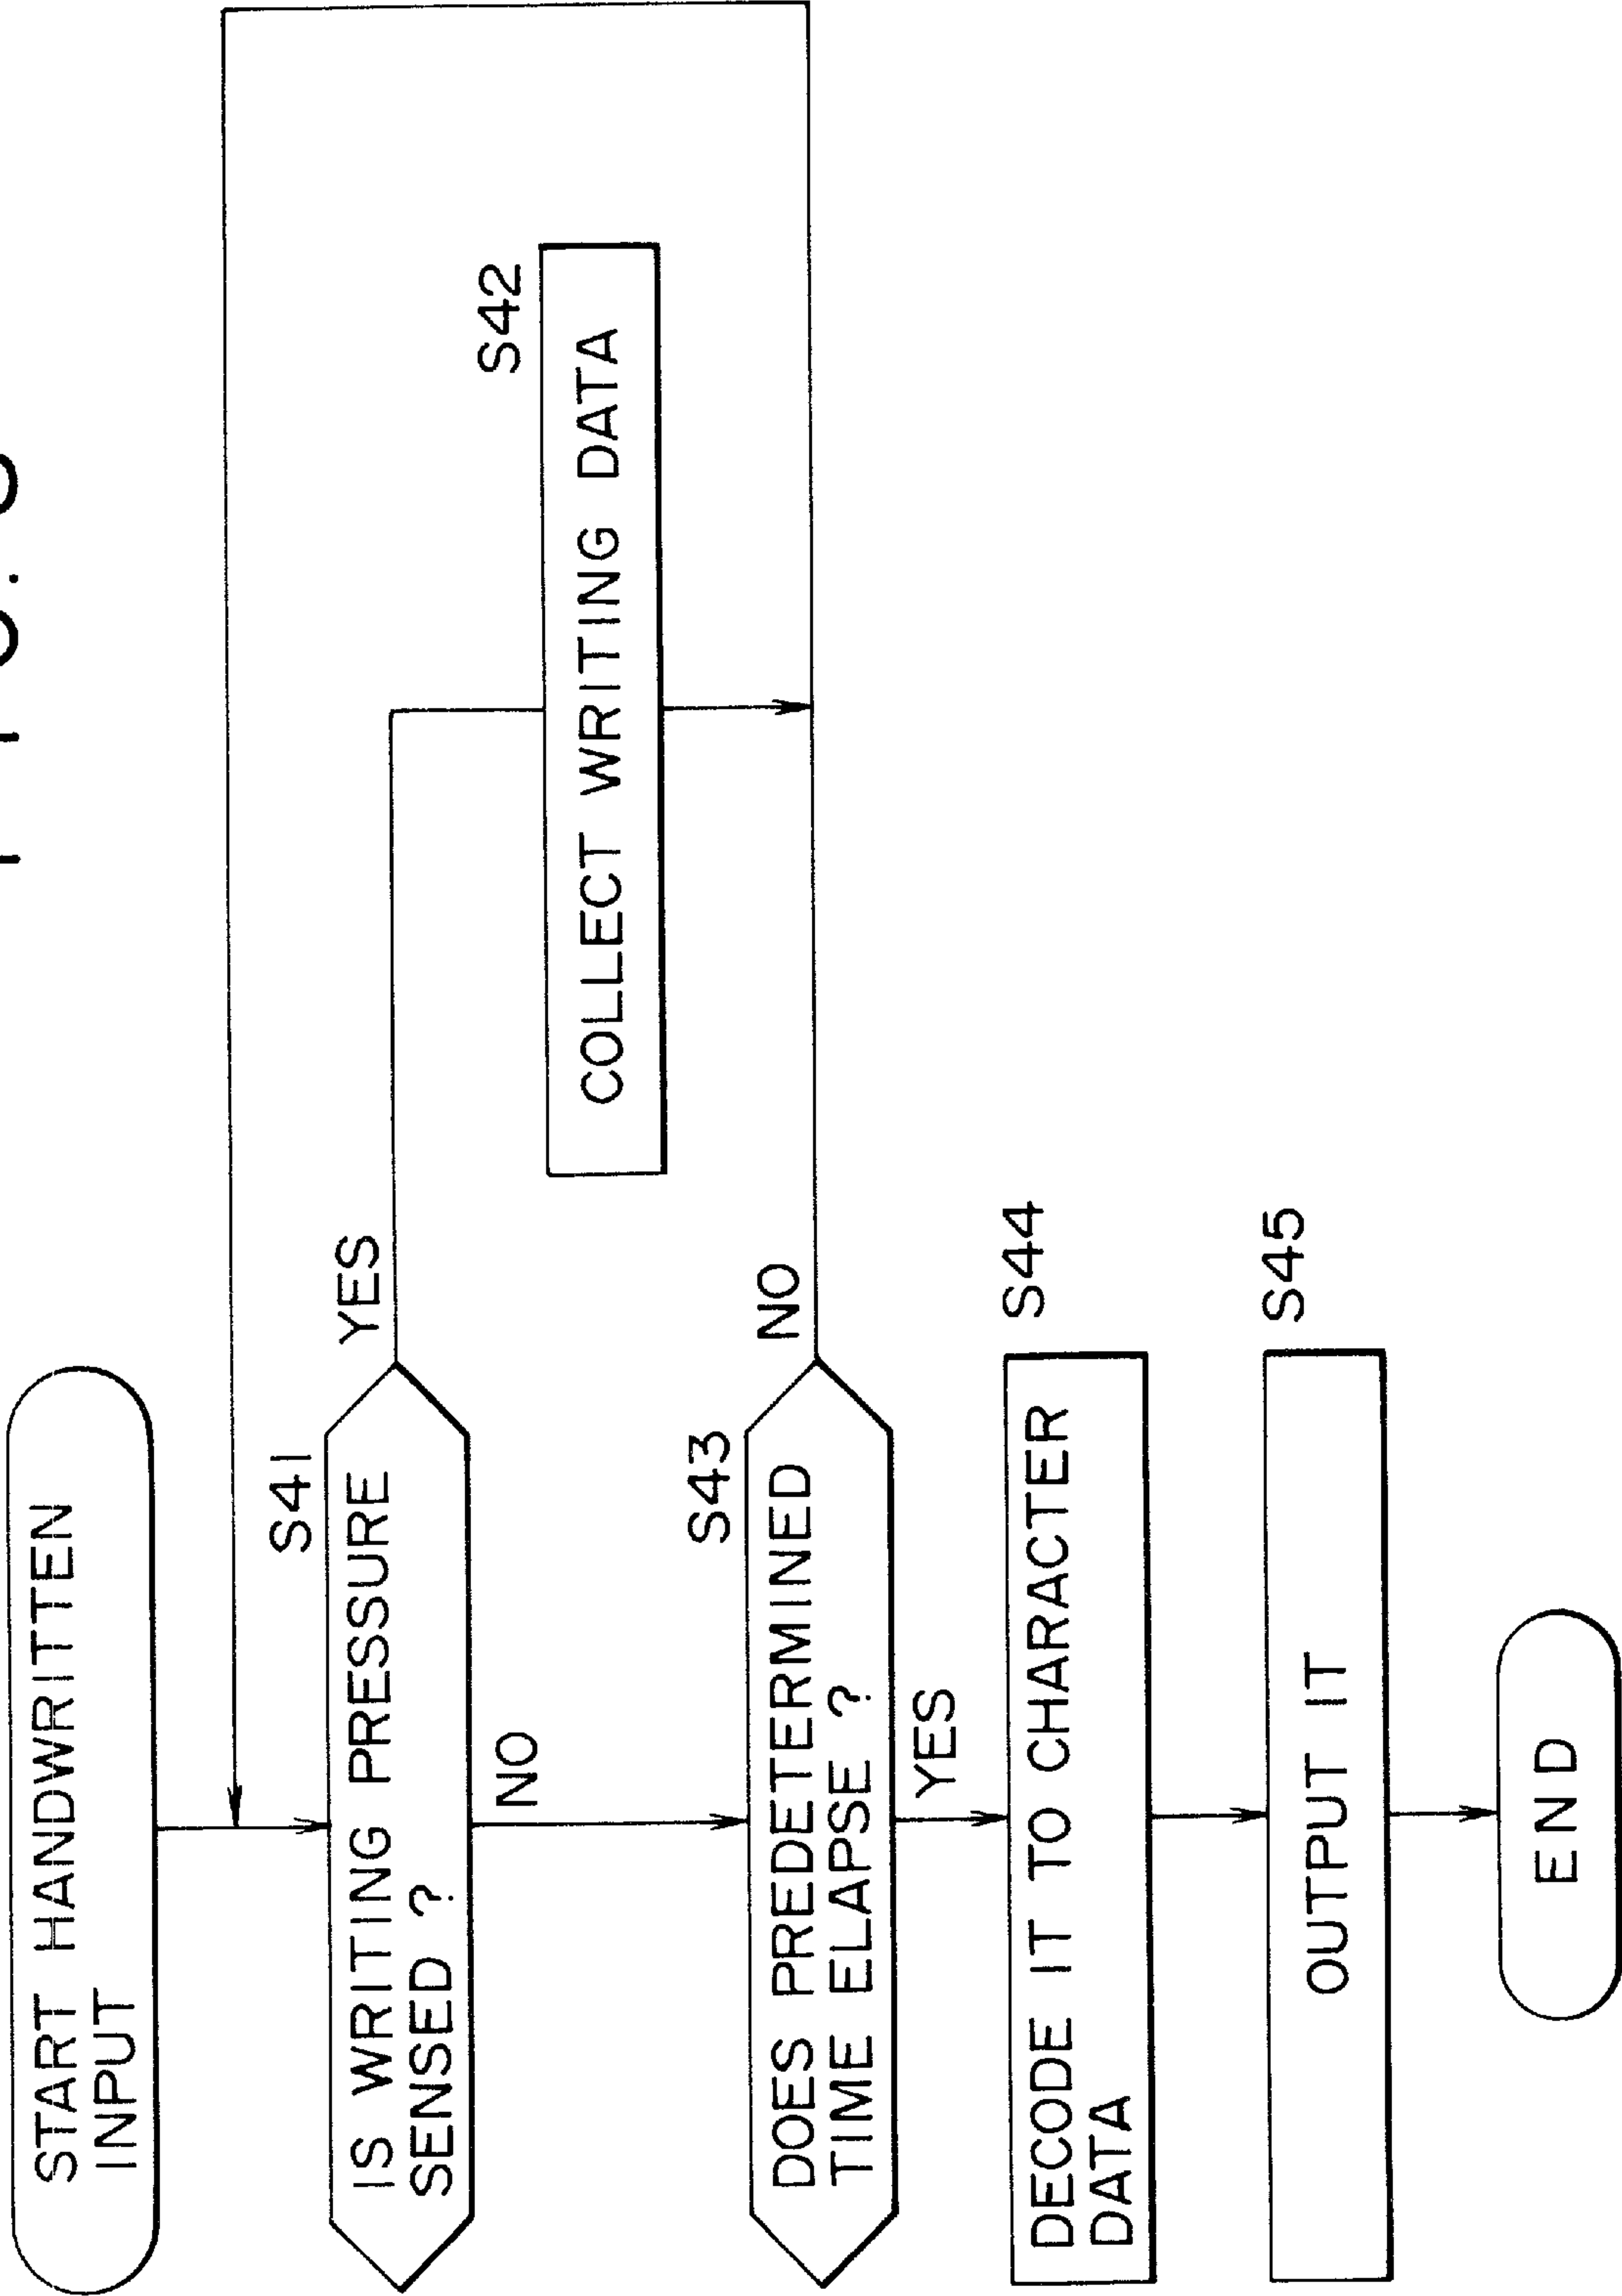 START HANDWRITTEN
INPUT
S41
IS WRITING PRESSURE
SENSED ?
YES
NO
S42
COLLECT WRITING DATA
S43
DOES PREDETERMINED
TIME ELAPSE ?
NO
YES
S44
DECODE IT TO CHARACTER
DATA
S45
OUTPUT IT
END